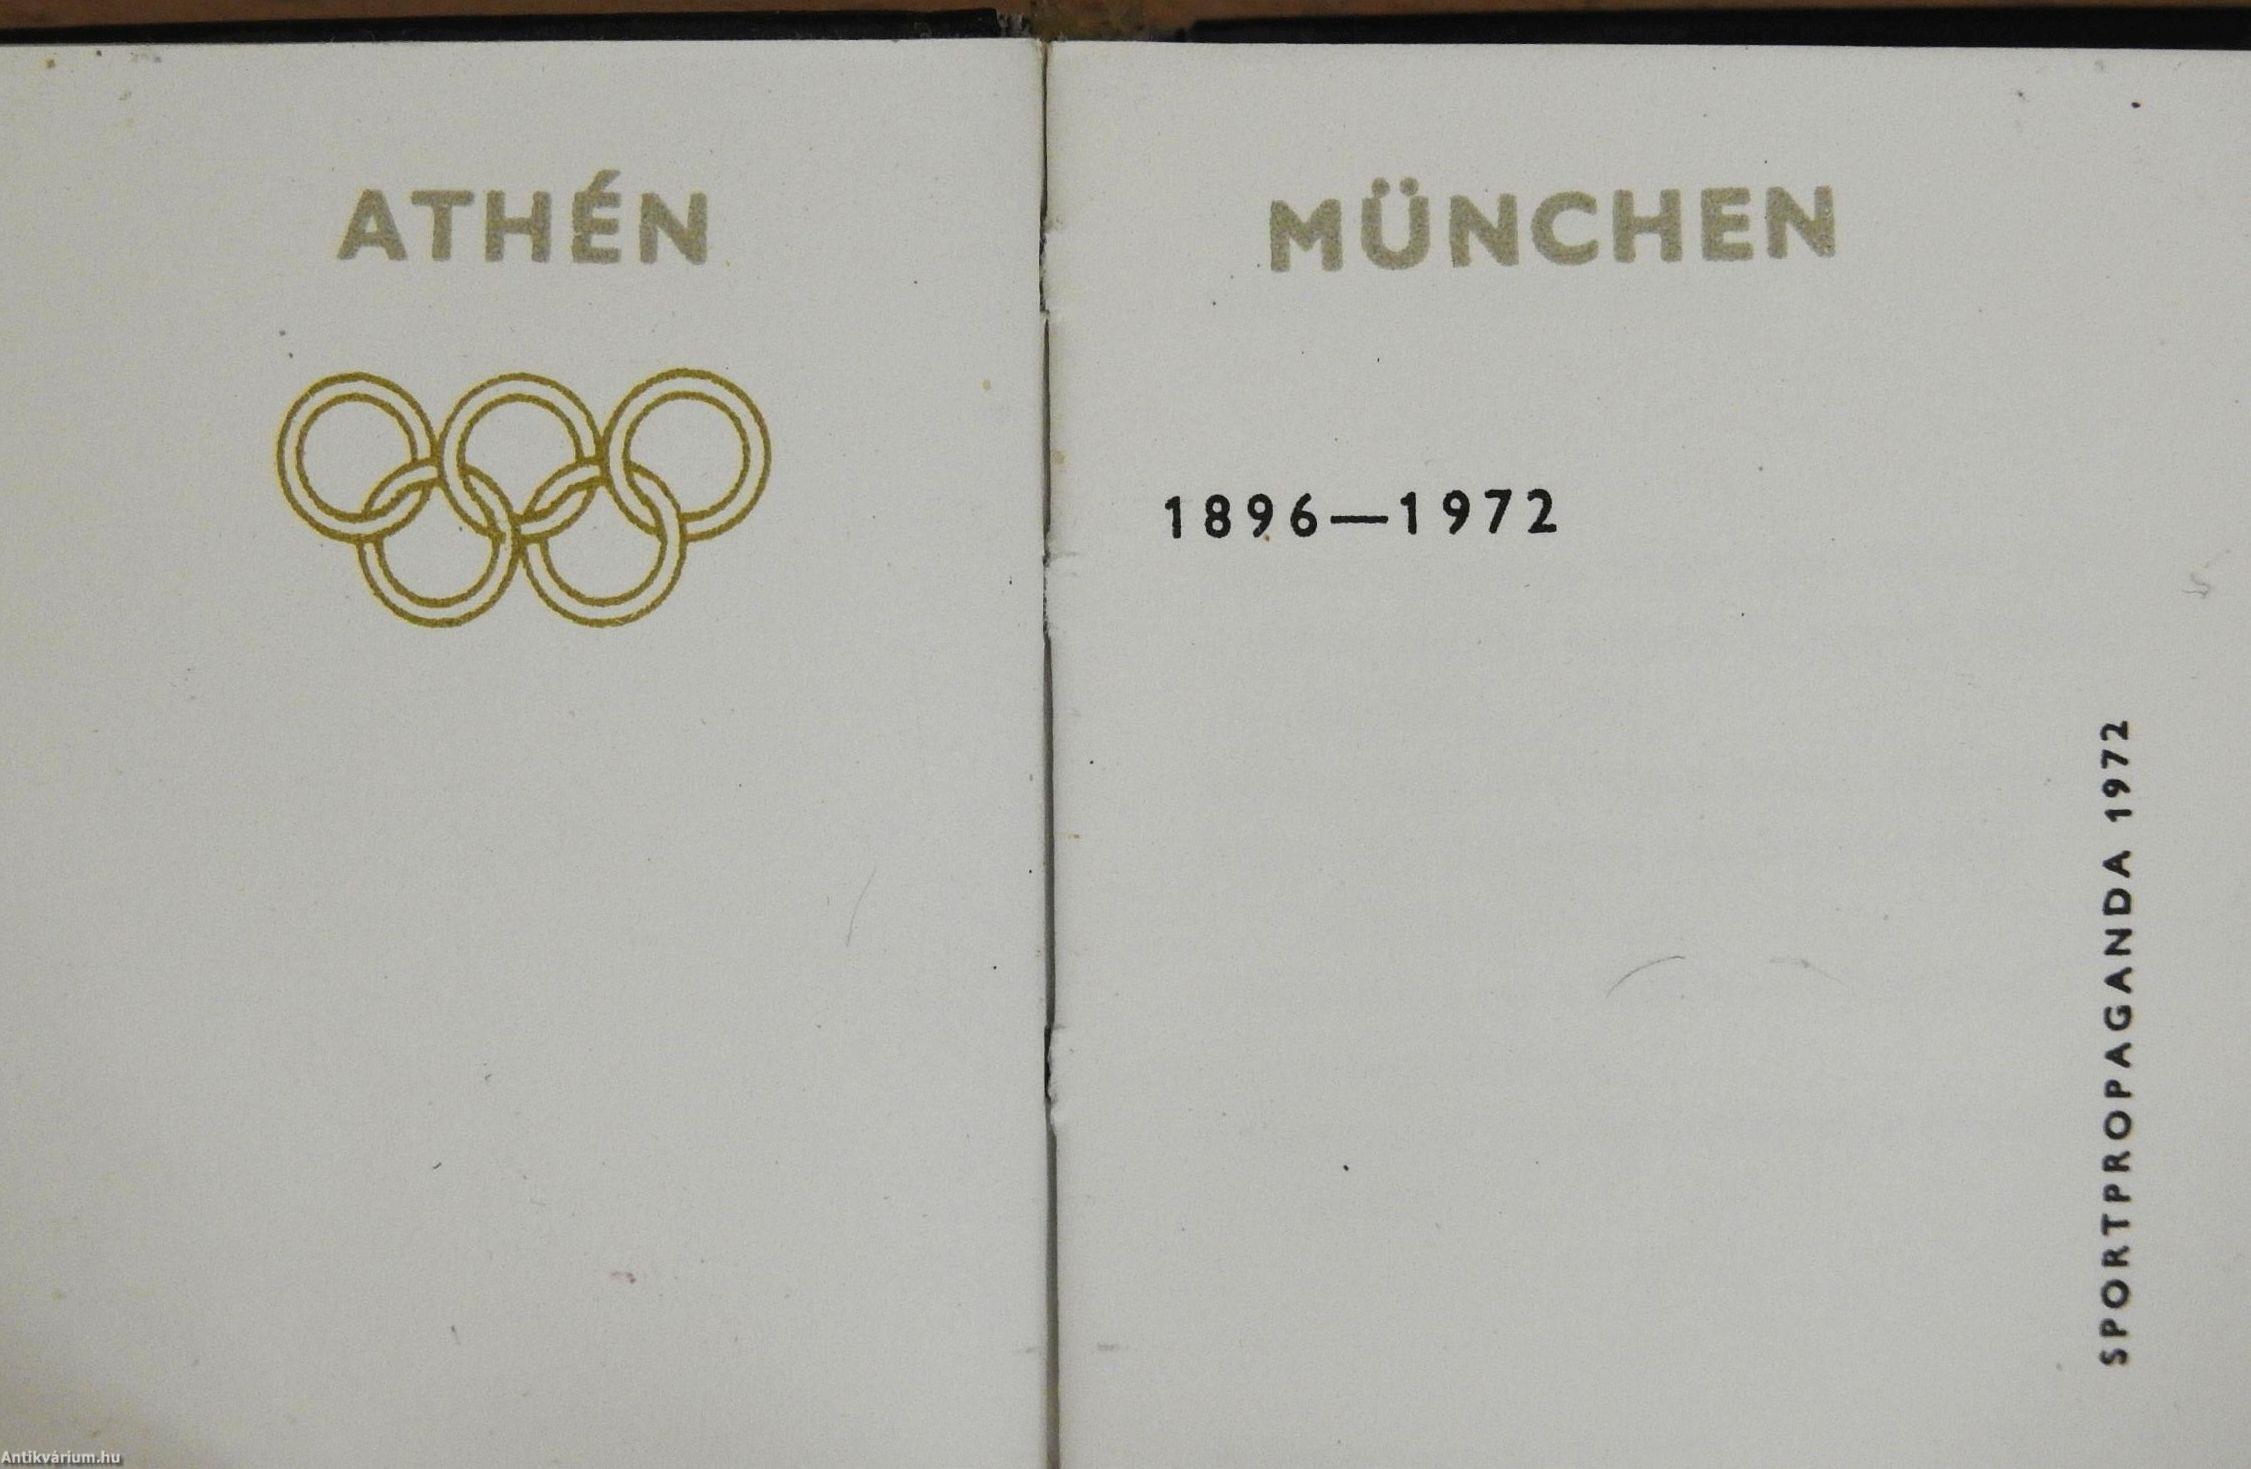 ATHÉN
MÜNCHEN
1896—1972
SPORTPROPAGANDA 1972
Antikvárium.hu